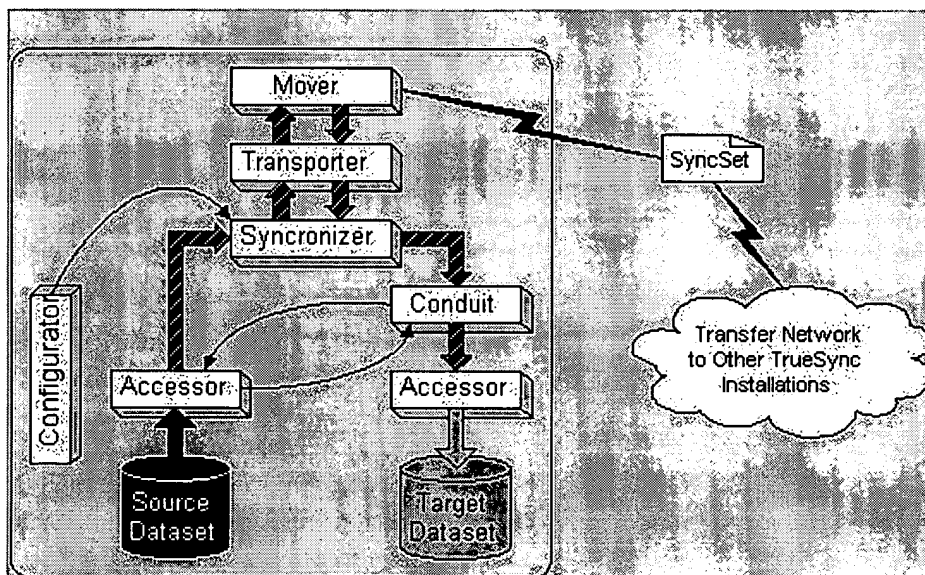 Mover
Transporter
SyncSet
Syncronizer
Conduit
Configurator
Transfer Network
to Other TrueSync
Installations
Accessor
Accessor
Source
Dataset
Target
Dataset